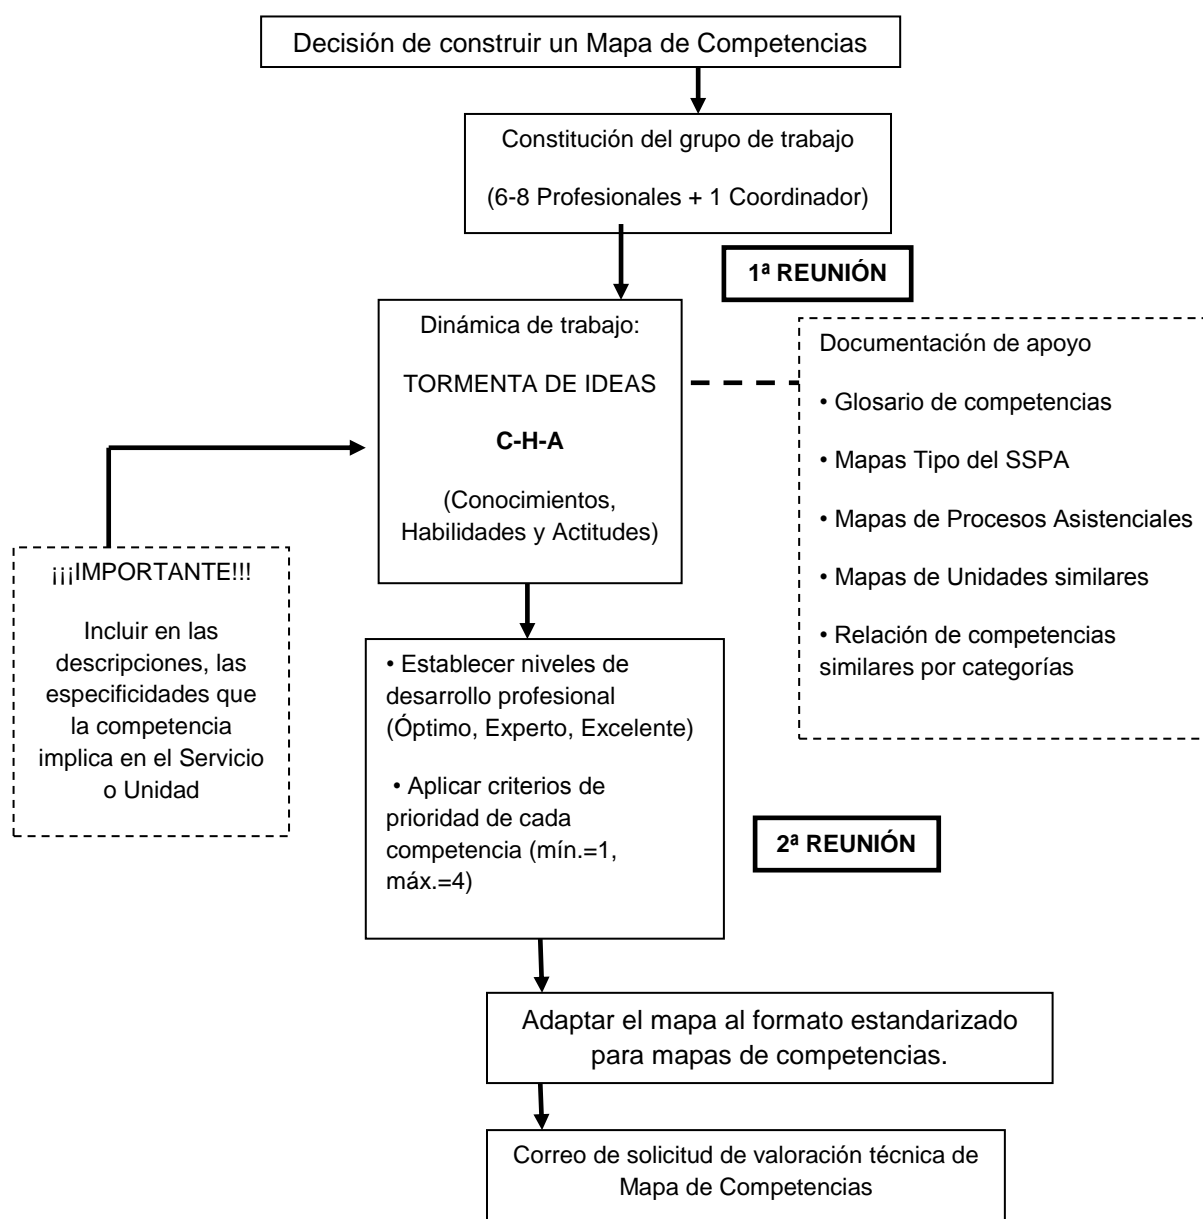 Decisión de construir un Mapa de Competencias
Constitución del grupo de trabajo
(6-8 Profesionales + 1 Coordinador)
1ª REUNIÓN
Dinámica de trabajo:
TORMENTA DE IDEAS
C-H-A
(Conocimientos,
Habilidades y Actitudes)
Documentación de apoyo
• Glosario de competencias
• Mapas Tipo del SSPA
• Mapas de Procesos Asistenciales
• Mapas de Unidades similares
• Relación de competencias
similares por categorías
¡¡¡IMPORTANTE!!!
Incluir en las
descripciones, las
especificidades que
la competencia
implica en el Servicio
o Unidad
• Establecer niveles de
desarrollo profesional
(Óptimo, Experto, Excelente)
• Aplicar criterios de
prioridad de cada
competencia (mín.=1,
máx.=4)
2ª REUNIÓN
Adaptar el mapa al formato estandarizado
para mapas de competencias.
Correo de solicitud de valoración técnica de
Mapa de Competencias